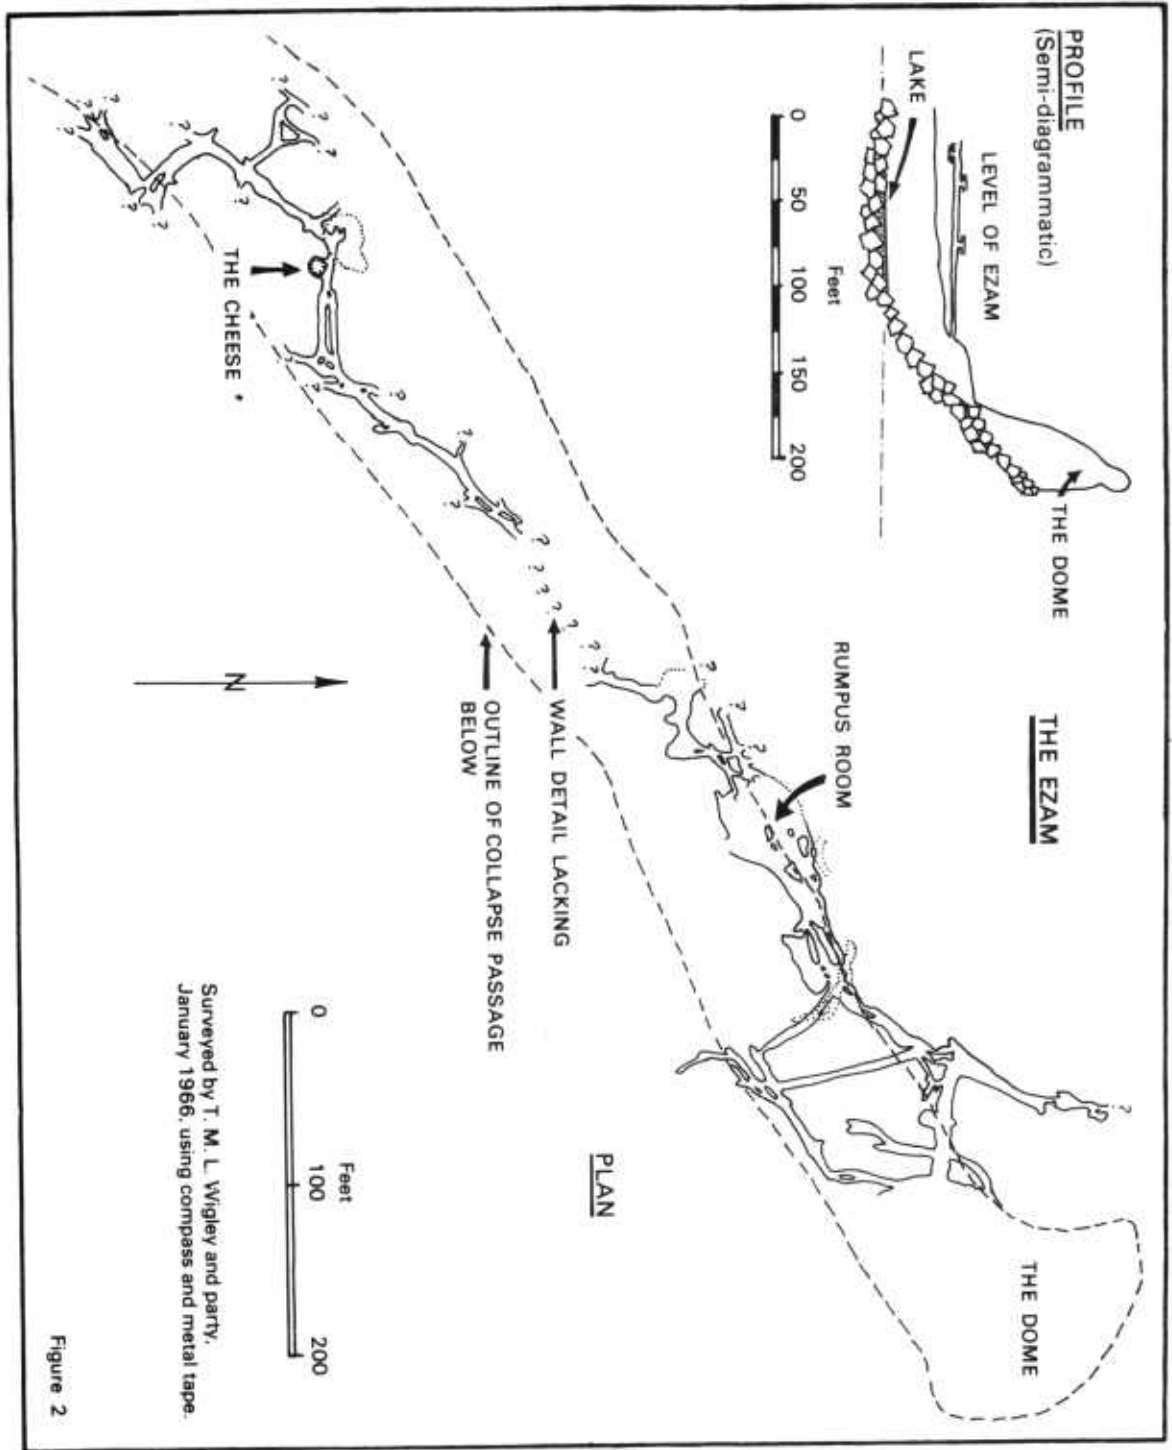 PROFILE
(Semi-diagrammatic)
LAKE
LEVEL OF EZAM
THE DOME
0 50 100 150 200
Feet
THE EZAM
RUMPUS ROOM
THE CHEESE
N
WALL DETAIL LACKING
OUTLINE OF COLLAPSE PASSAGE
BELOW
PLAN
THE DOME
Feet
0 100 200
Surveyed by T. M. L. Wigley and party,
January 1966, using compass and metal tape.
Figure 2
? ? ? ? ? ? ? ? ? ? ? ? ? ? ? ? ? ? ? ? ? ? ? ? ?